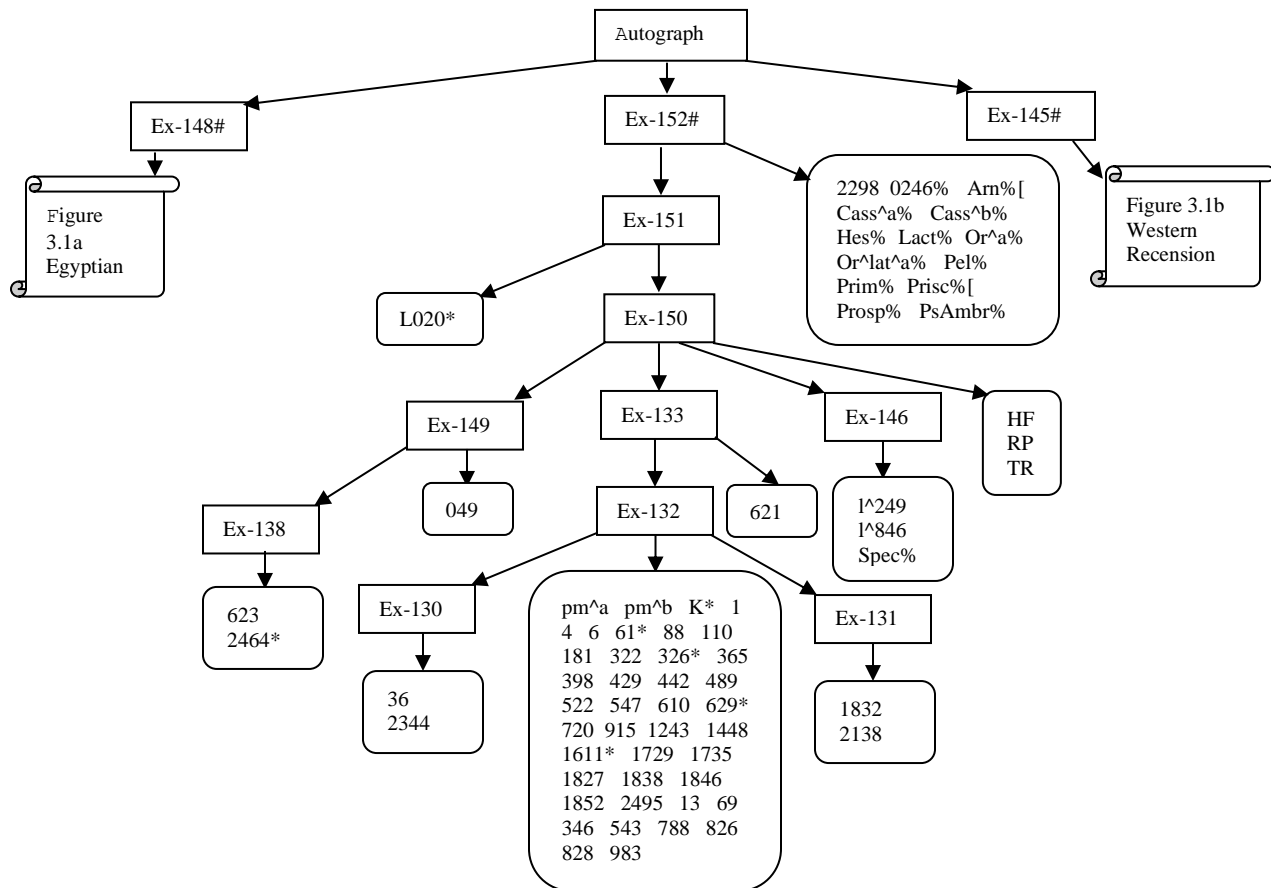 Autograph
Ex-148#
Ex-152#
Ex-145#
Figure
3.1a
Egyptian
2298 0246% Arn%[
Cass^a% Cass^b%
Hes% Lact% Or^a%
Or^lat^a% Pel%
Prim% Prisc%[
Prosp% PsAmbr%
Figure 3.1b
Western
Recension
Ex-151
L020*
Ex-150
Ex-149
Ex-133
Ex-146
HF
RP
TR
Ex-138
049
Ex-132
621
l^249
l^846
Spec%
623
2464*
Ex-130
pm^a pm^b K* 1
4 6 61* 88 110
181 322 326* 365
398 429 442 489
522 547 610 629*
720 915 1243 1448
1611* 1729 1735
1827 1838 1846
1852 2495 13 69
346 543 788 826
828 983
Ex-131
36
2344
1832
2138